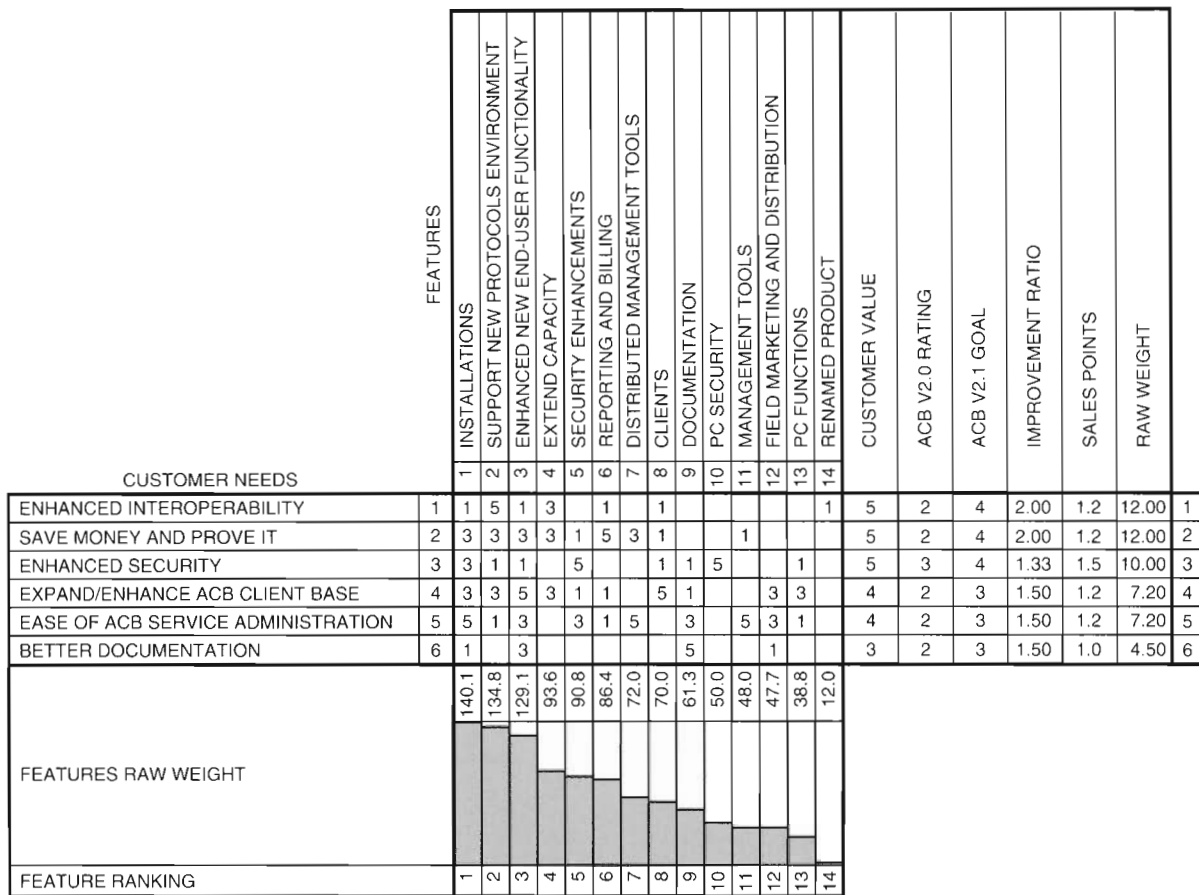 FEATURES
INSTALLATIONS
SUPPORT NEW PROTOCOLS ENVIRONMENT
ENHANCED NEW END-USER FUNCTIONALITY
EXTEND CAPACITY
SECURITY ENHANCEMENTS
REPORTING AND BILLING
DISTRIBUTED MANAGEMENT TOOLS
CLIENTS
DOCUMENTATION
PC SECURITY
MANAGEMENT TOOLS
FIELD MARKETING AND DISTRIBUTION
PC FUNCTIONS
RENAMED PRODUCT
CUSTOMER VALUE
ACB V2.0 RATING
ACB V2.1 GOAL
IMPROVEMENT RATIO
SALES POINTS
RAW WEIGHT
CUSTOMER NEEDS 1 2 3 4 5 6 7 8 9 10 11 12 13 14
ENHANCED INTEROPERABILITY 1 1 5 1 3 1 1 1 5 2 4 2.00 1.2 12.00 1
SAVE MONEY AND PROVE IT 2 3 3 3 3 1 5 3 1 1 5 2 4 2.00 1.2 12.00 2
ENHANCED SECURITY 3 3 1 1 5 1 1 5 1 5 3 4 1.33 1.5 10.00 3
EXPAND/ENHANCE ACB CLIENT BASE 4 3 3 5 3 1 1 5 1 3 3 4 2 3 1.50 1.2 7.20 4
EASE OF ACB SERVICE ADMINISTRATION 5 5 1 3 3 1 5 3 5 3 1 4 2 3 1.50 1.2 7.20 5
BETTER DOCUMENTATION 6 1 3 5 1 3 2 3 1.50 1.0 4.50 6
140.1 134.8 129.1 93.6 90.8 86.4 72.0 70.0 61.3 50.0 48.0 47.7 38.8 12.0
FEATURES RAW WEIGHT
FEATURE RANKING 1 2 3 4 5 6 7 8 9 10 11 12 13 14